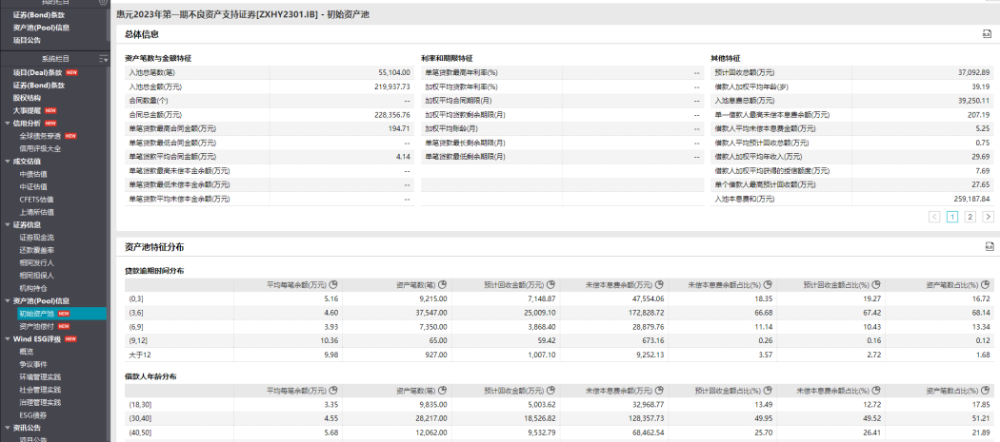 我的栏目
证券(Bond)条款
资产池(Pool)信息
项目公告
系统栏目
项目(Deal)条款 NEW
证券(Bond)条款
股权结构
大事提醒 NEW
信用分析 NEW
全球债务穿透 NEW
信用评级大全
成交估值
中债估值
中证估值
CFETS估值
上清所估值
证券信息
证券现金流
还款覆盖率
相同发行人
相同担保人
机构持仓
资产池(Pool)信息
初始资产池 NEW
资产池偿付 NEW
Wind ESG评级 NEW
概览
争议事件
环境管理实践
社会管理实践
治理管理实践
ESG债券
资讯公告
项目公告
惠元2023年第一期不良资产支持证券[ZXHY2301.IB] - 初始资产池
总体信息
资产笔数与金额特征
入池总笔数(笔) 55,104.00
入池总金额(万元) 219,937.73
合同数量(个) --
合同总金额(万元) 228,356.76
单笔贷款最高合同金额(万元) 194.71
单笔贷款最低合同金额(万元) --
单笔贷款平均合同金额(万元) 4.14
单笔贷款最高未偿本金余额(万元) --
单笔贷款最低未偿本金余额(万元) --
单笔贷款平均未偿本金余额(万元) --
利率和期限特征
单笔贷款最高年利率(%) --
加权平均贷款年利率(%) --
加权平均合同期限(月) --
加权平均贷款剩余期限(月) --
加权平均账龄(月) --
单笔贷款最长剩余期限(月) --
单笔贷款最低剩余期限(月) --
其他特征
预计回收总额(万元) 37,092.89
借款人加权平均年龄(岁) 39.19
入池息费总额(万元) 39,250.11
单一借款人最高未偿本息费余额(万元) 207.19
借款人平均未偿本息费金额(万元) 5.25
借款人平均预计回收总额(万元) 0.75
借款人加权平均年收入(万元) 29.69
借款人加权平均获得的授信额度(万元) 7.69
单个借款人最高预计回收额(万元) 27.65
入池本息费和(万元) 259,187.84
< 1 2 >
资产池特征分布
贷款逾期时间分布
平均每笔余额(万元) 资产笔数(笔) 预计回收金额(万元) 未偿本息费余额(万元) 未偿本息费余额占比(%) 预计回收金额占比(%) 资产笔数占比(%)
(0,3] 5.16 9,215.00 7,148.87 47,554.06 18.35 19.27 16.72
(3,6] 4.60 37,547.00 25,009.10 172,828.72 66.68 67.42 68.14
(6,9] 3.93 7,350.00 3,868.40 28,879.76 11.14 10.43 13.34
(9,12] 10.36 65.00 59.42 673.16 0.26 0.16 0.12
大于12 9.98 927.00 1,007.10 9,252.13 3.57 2.72 1.68
借款人年龄分布
平均每笔余额(万元) 资产笔数(笔) 预计回收金额(万元) 未偿本息费余额(万元) 预计回收金额占比(%) 未偿本息费余额占比(%) 资产笔数占比(%)
(18,30] 3.35 9,835.00 5,003.62 32,968.77 13.49 12.72 17.85
(30,40] 4.55 28,217.00 18,526.82 128,357.73 49.95 49.52 51.21
(40,50] 5.68 12,062.00 9,532.79 68,462.54 25.70 26.41 21.89